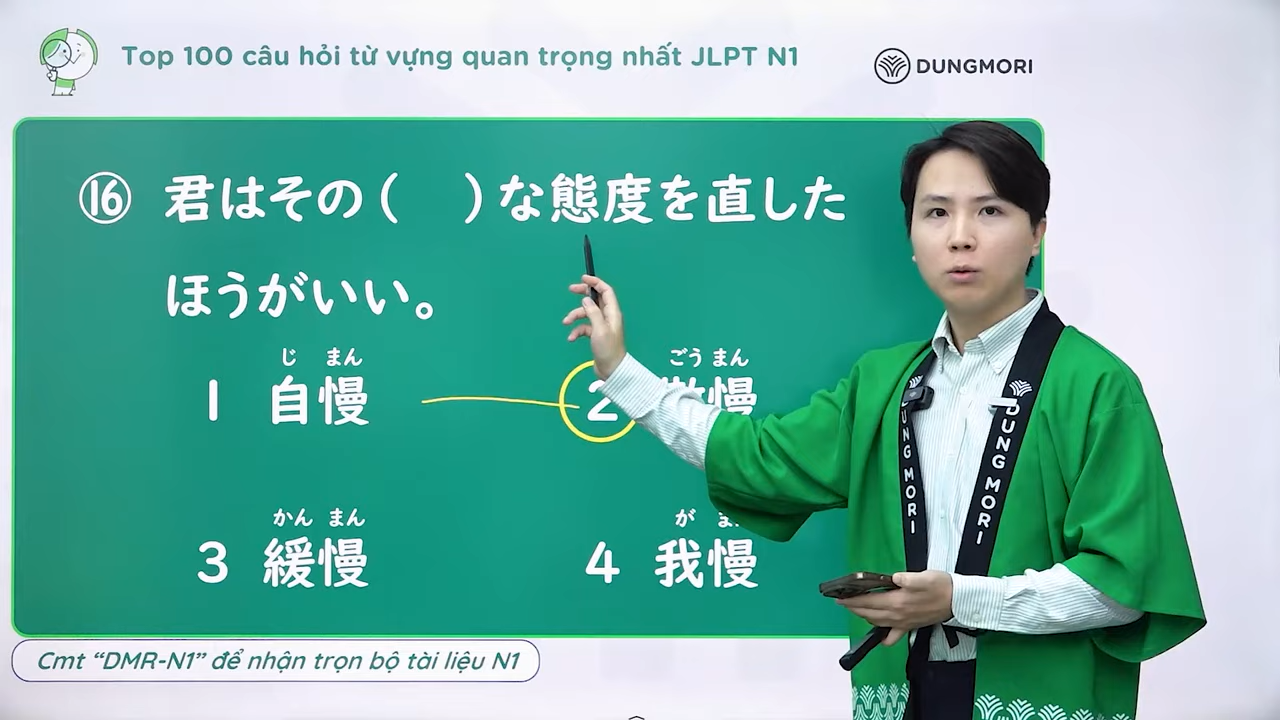 Top 100 câu hỏi từ vựng quan trọng nhất JLPT N1
DUNGMORI
⑯ 君はその(　)な態度を直した
ほうがいい。
じ まん
1 自慢
ごう まん
2 慢
かん まん
3 緩慢
が
4 我慢
DUNG MORI
DUNG MORI
Cmt “DMR-N1” để nhận trọn bộ tài liệu N1